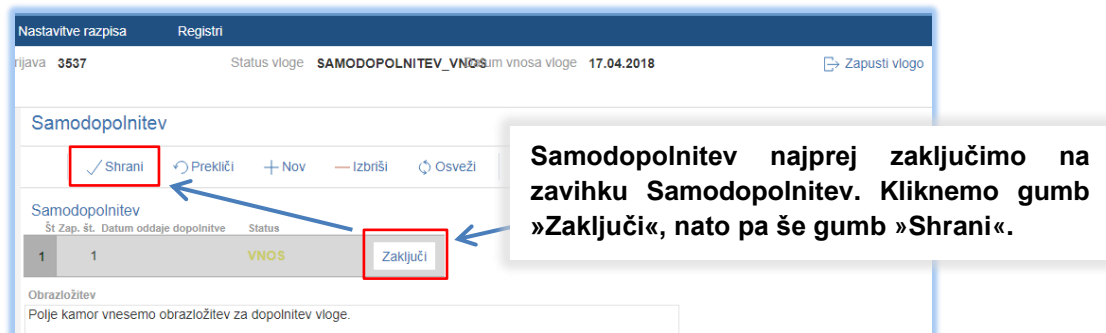 Nastavitve razpisa Registri
rijava 3537 Status vloge SAMODOPOLNITEV_VNOS Datum vnosa vloge 17.04.2018 Zapusti vlogo
Samodopolnitev
Shrani Prekliči Nov Izbriši Osveži
Samodopolnitev najprej zaključimo na
zavihku Samodopolnitev. Kliknemo gumb
»Zaključi«, nato pa še gumb »Shrani«.
Samodopolnitev
Št Zap. št. Datum oddaje dopolnitve Status
1 1 VNOS Zaključi
Obrazložitev
Polje kamor vnesemo obrazložitev za dopolnitev vloge.